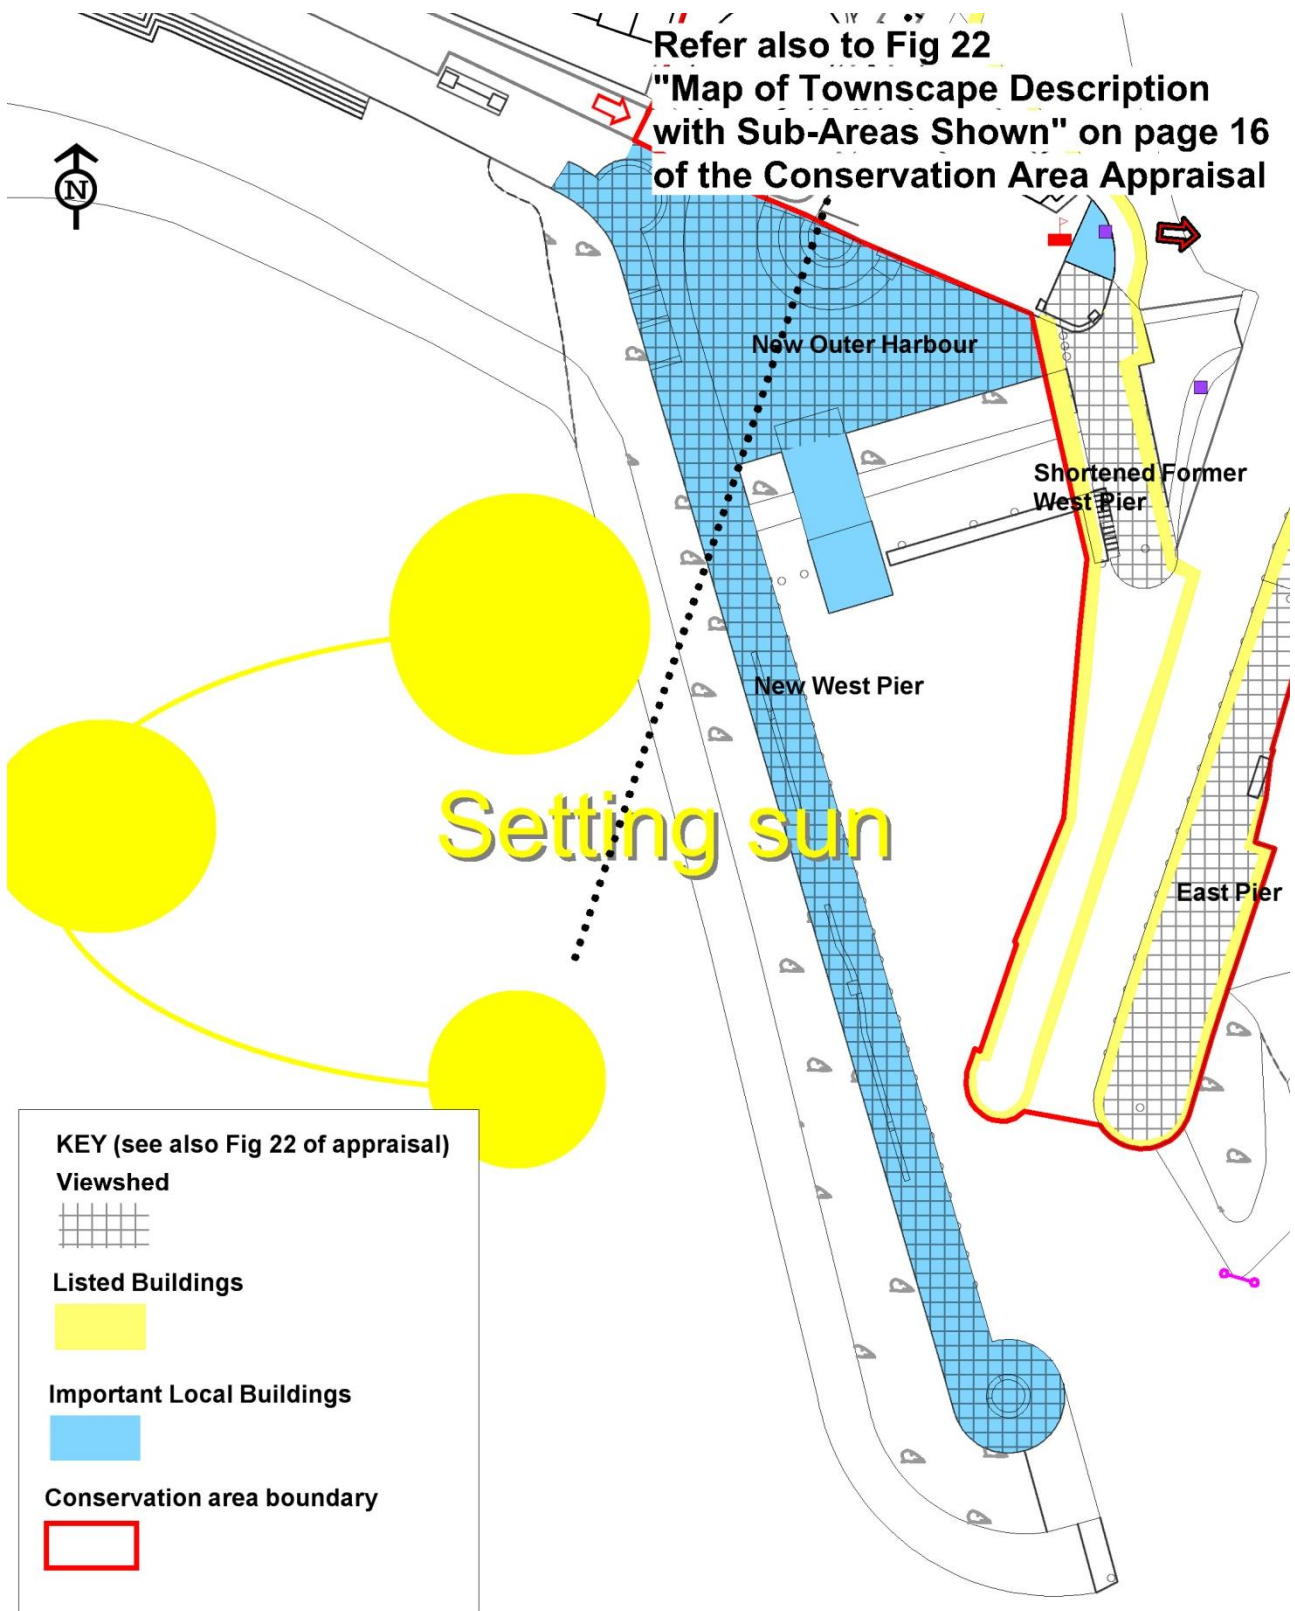 Refer also to Fig 22
"Map of Townscape Description
with Sub-Areas Shown" on page 16
of the Conservation Area Appraisal
N
New Outer Harbour
Shortened Former
West Pier
New West Pier
Setting sun
East Pier
KEY (see also Fig 22 of appraisal)
Viewshed
Listed Buildings
Important Local Buildings
Conservation area boundary